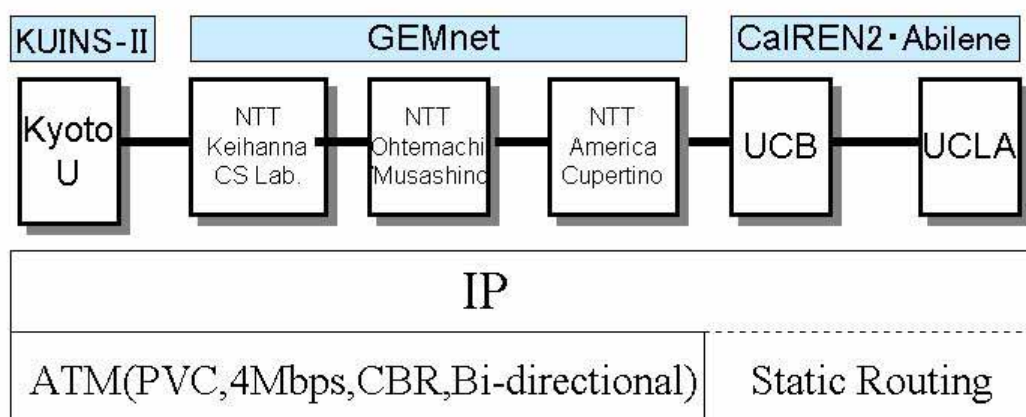 KUINS-II
GEMnet
CalREN2・Abilene
Kyoto
U
NTT
Keihanna
CS Lab.
NTT
Ohtemachi
Musashino
NTT
America
Cupertino
UCB
UCLA
IP
ATM(PVC,4Mbps,CBR,Bi-directional)
Static Routing